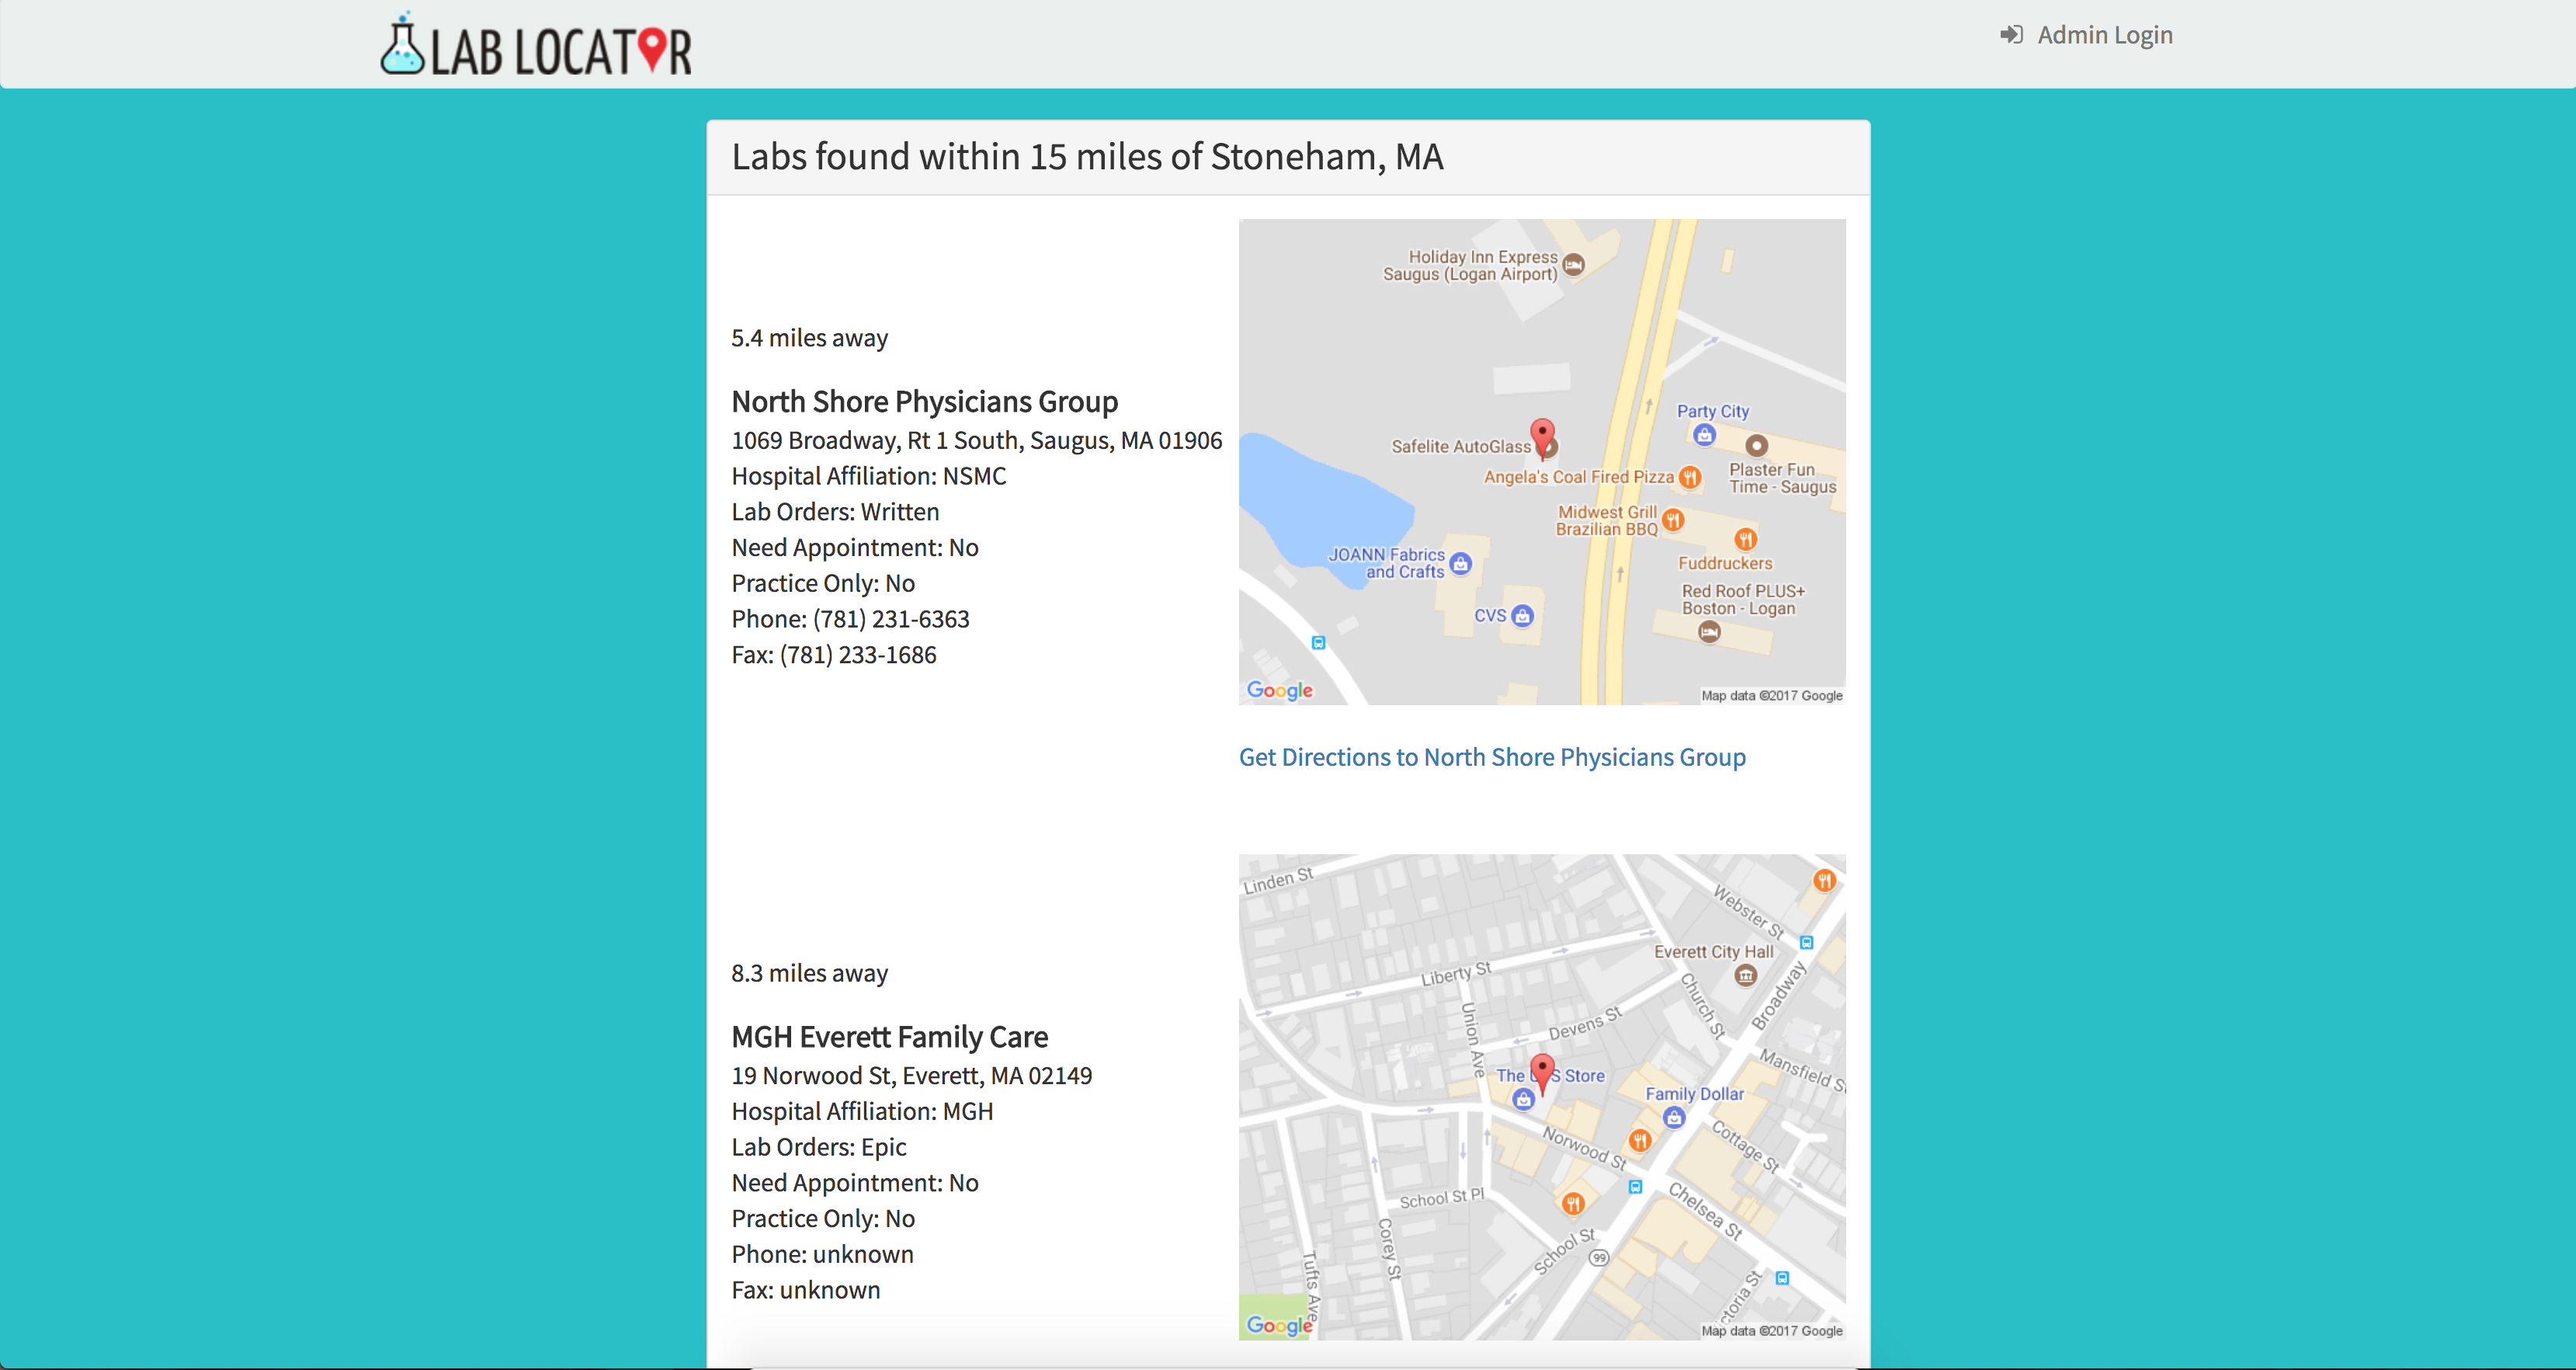 LAB LOCATOR
Admin Login
Labs found within 15 miles of Stoneham, MA
5.4 miles away
North Shore Physicians Group
1069 Broadway, Rt 1 South, Saugus, MA 01906
Hospital Affiliation: NSMC
Lab Orders: Written
Need Appointment: No
Practice Only: No
Phone: (781) 231-6363
Fax: (781) 233-1686
Holiday Inn Express
Saugus (Logan Airport)
Party City
Safelite AutoGlass
Angela's Coal Fired Pizza
Plaster Fun
Time - Saugus
Midwest Grill
Brazilian BBQ
JOANN Fabrics
and Crafts
Fuddruckers
Red Roof PLUS+
Boston - Logan
CVS
Google
Map data ©2017 Google
Get Directions to North Shore Physicians Group
8.3 miles away
MGH Everett Family Care
19 Norwood St, Everett, MA 02149
Hospital Affiliation: MGH
Lab Orders: Epic
Need Appointment: No
Practice Only: No
Phone: unknown
Fax: unknown
Linden St
Webster St
Everett City Hall
Liberty St
Church St
Broadway
Union Ave
Devens St
Mansfield S
The Store
Family Dollar
Norwood St
Cottage St
School St Pl
Chelsea St
Corey St
School St
99
Tufts Ave
ctoria St
Google
Map data ©2017 Google